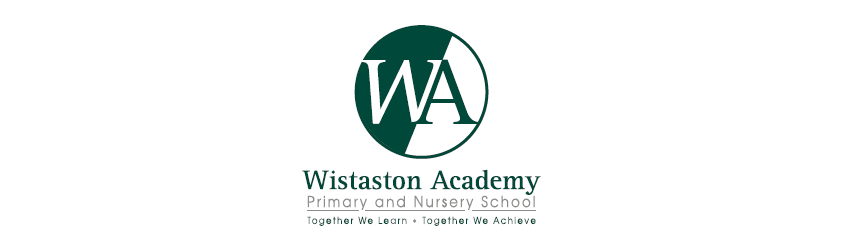 WA
Wistaston Academy
Primary and Nursery School
Together We Learn • Together We Achieve